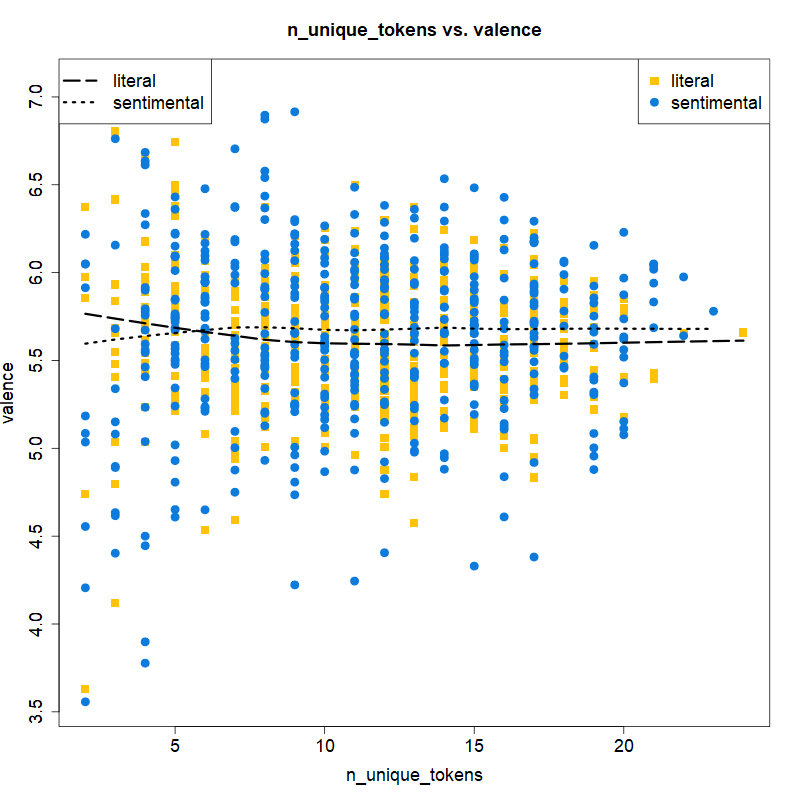 n_unique_tokens vs. valence
literal
sentimental
literal
sentimental
7.0
6.5
6.0
5.5
5.0
4.5
4.0
3.5
valence
5
10
15
20
n_unique_tokens